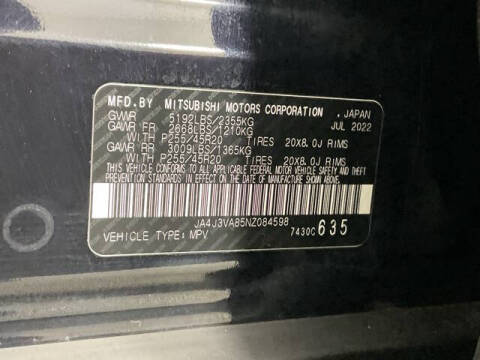 MFD.BY MITSUBISHI MOTORS CORPORATION , JAPAN
GVWR 5192LBS/2355KG JUL 2022
GAWR FR 2668LBS/1210KG
WITH P255/45R20 TIRES 20X8.0J RIMS
GAWR RR 3009LBS/1365KG
WITH P255/45R20 TIRES 20X8.0J RIMS
THIS VEHICLE CONFORMS TO ALL APPLICABLE FEDERAL MOTOR VEHICLE SAFETY AND THEFT
PREVENTION STANDARDS IN EFFECT ON THE DATE OF MANUFACTURE SHOWN ABOVE.
JA4J3VA85NZ084598
VEHICLE TYPE: MPV 7430C 635